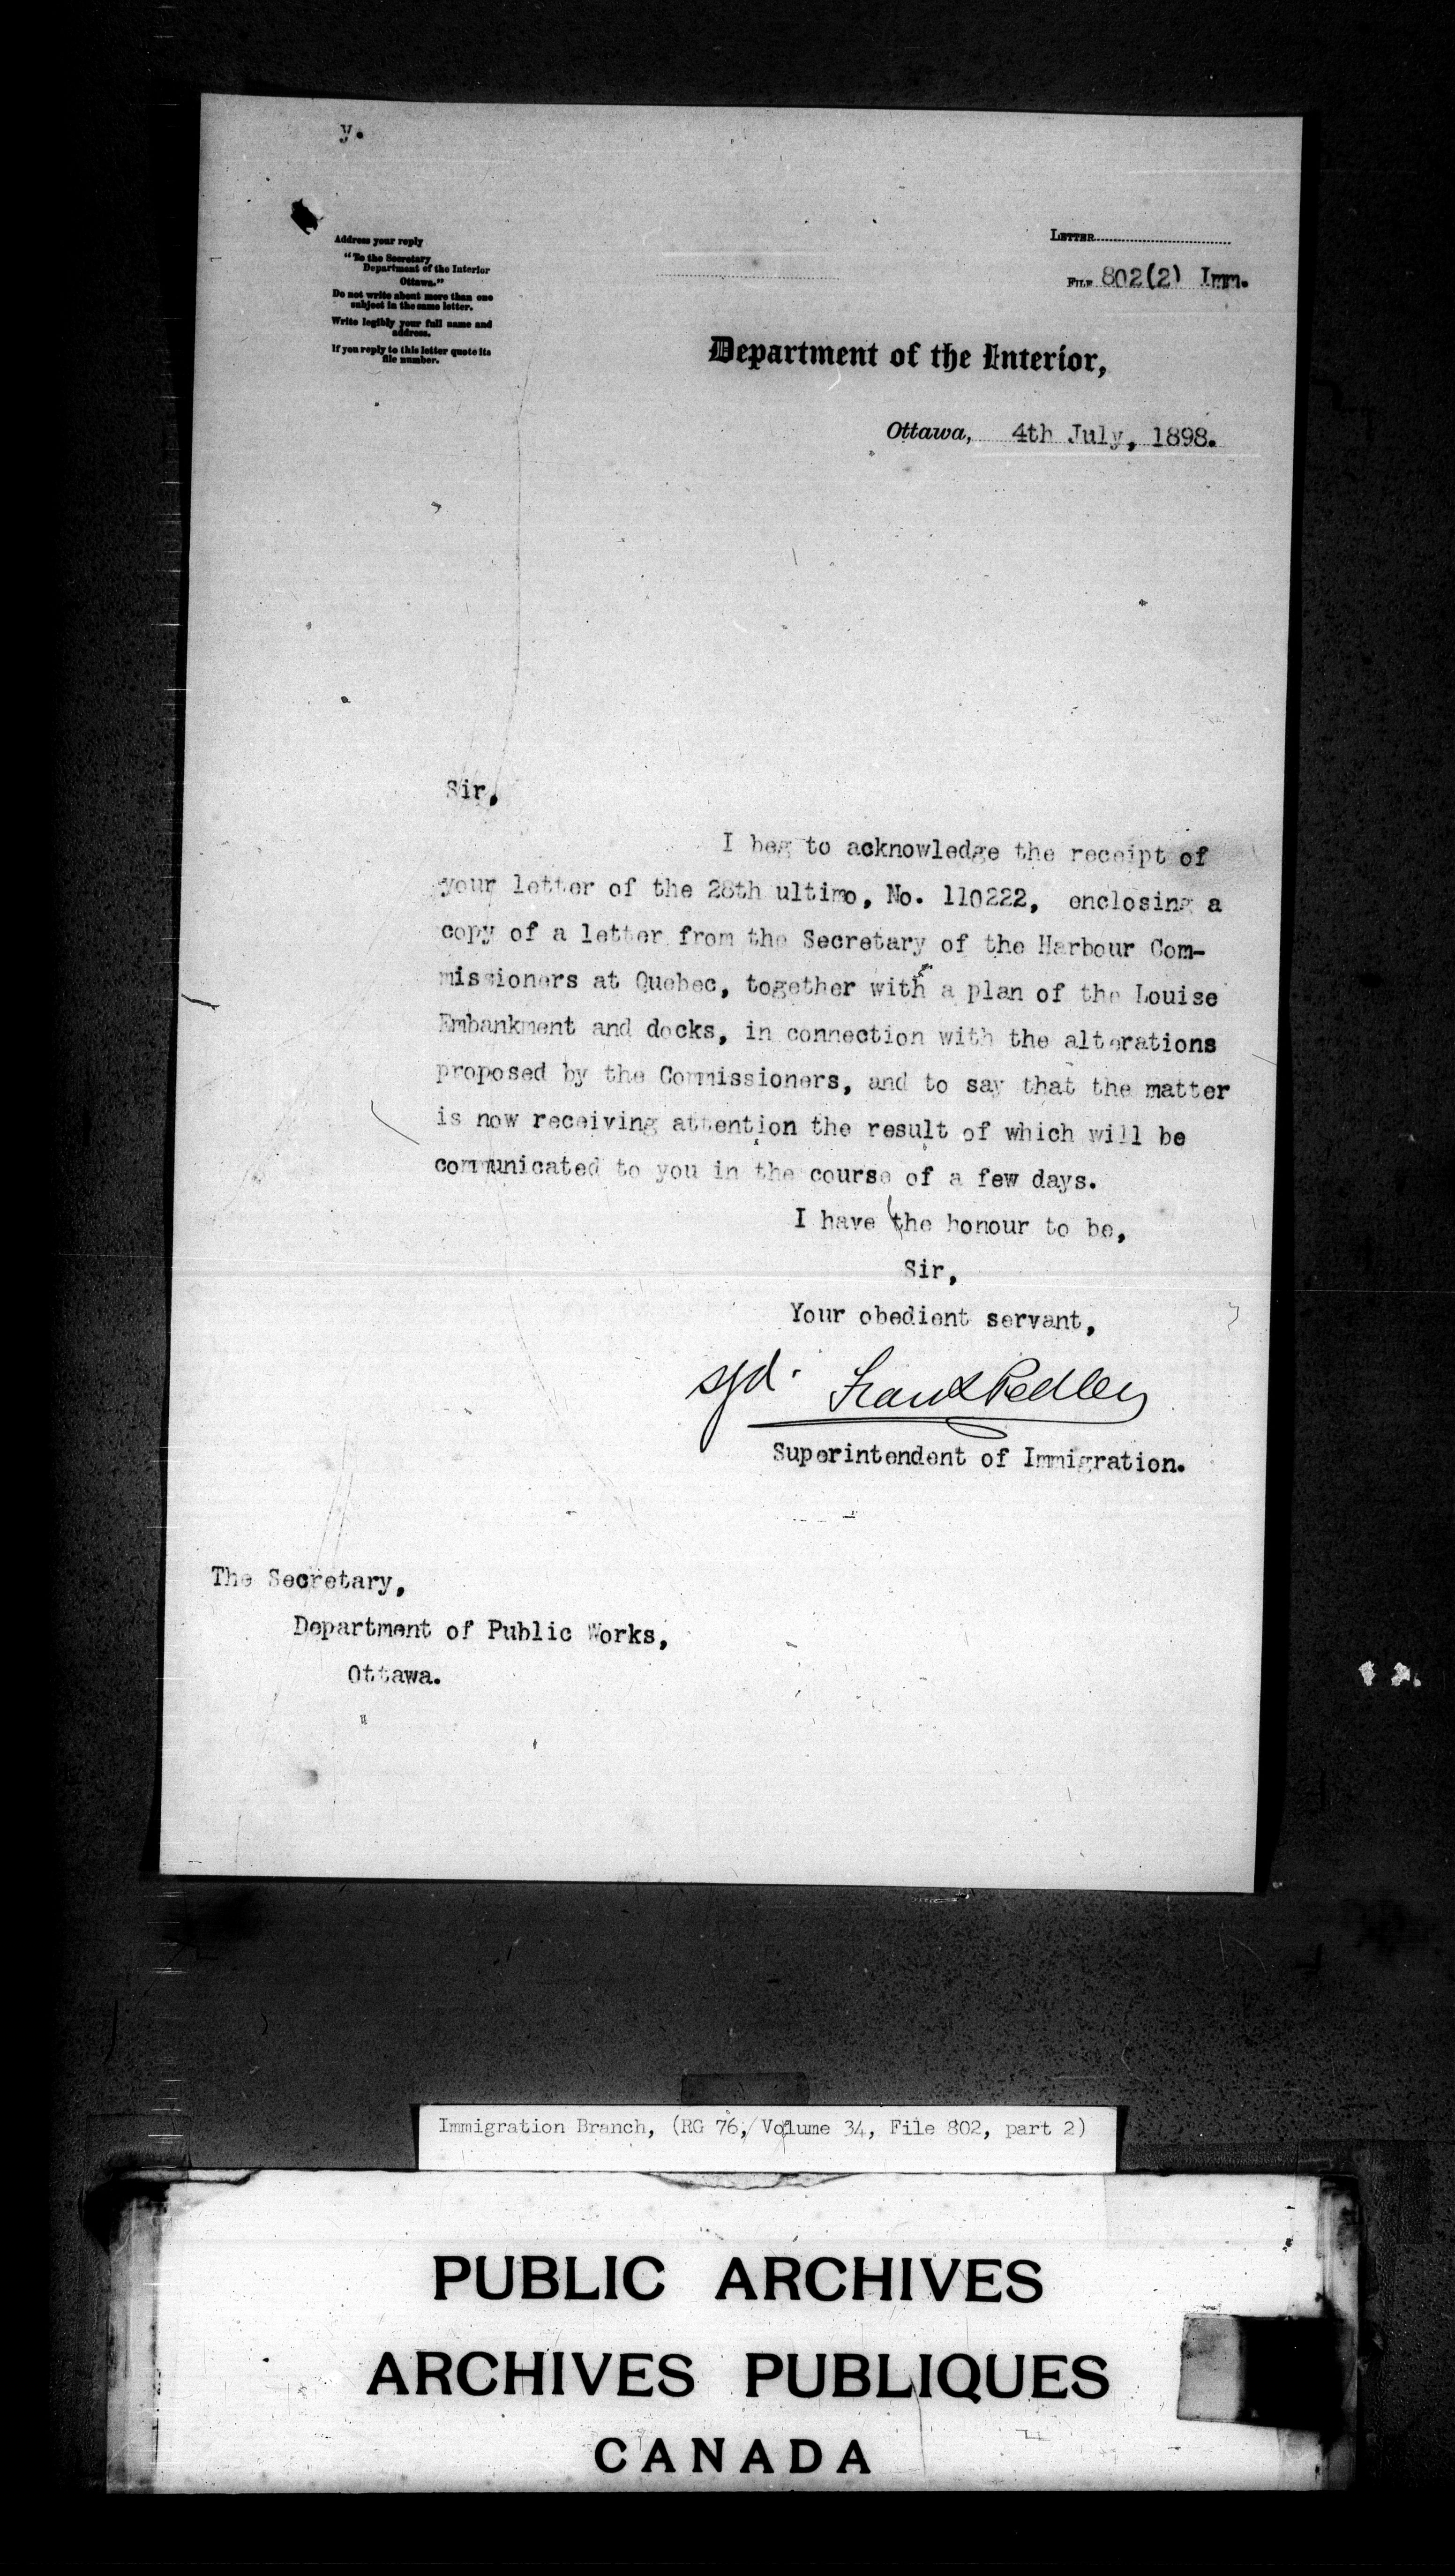 y.
Address your reply
"To the Secretary
Department of the Interior
Ottawa."
Do not write about more than one
subject in the same letter.
Write legibly your full name and
address.
If you reply to this letter quote its
file number.
LETTER
FILE 802(2) Imm.
Department of the Interior,
Ottawa, 4th July, 1898.
Sir,
I beg to acknowledge the receipt of
your letter of the 28th ultimo, No. 110222, enclosing a
copy of a letter from the Secretary of the Harbour Com-
missioners at Quebec, together with a plan of the Louise
Embankment and docks, in connection with the alterations
proposed by the Commissioners, and to say that the matter
is now receiving attention the result of which will be
communicated to you in the course of a few days.
I have the honour to be,
Sir,
Your obedient servant,
sgd. Frank Pedley
Superintendent of Immigration.
The Secretary,
Department of Public Works,
Ottawa.
Immigration Branch, (RG 76, Volume 34, File 802, part 2)
PUBLIC ARCHIVES
ARCHIVES PUBLIQUES
CANADA